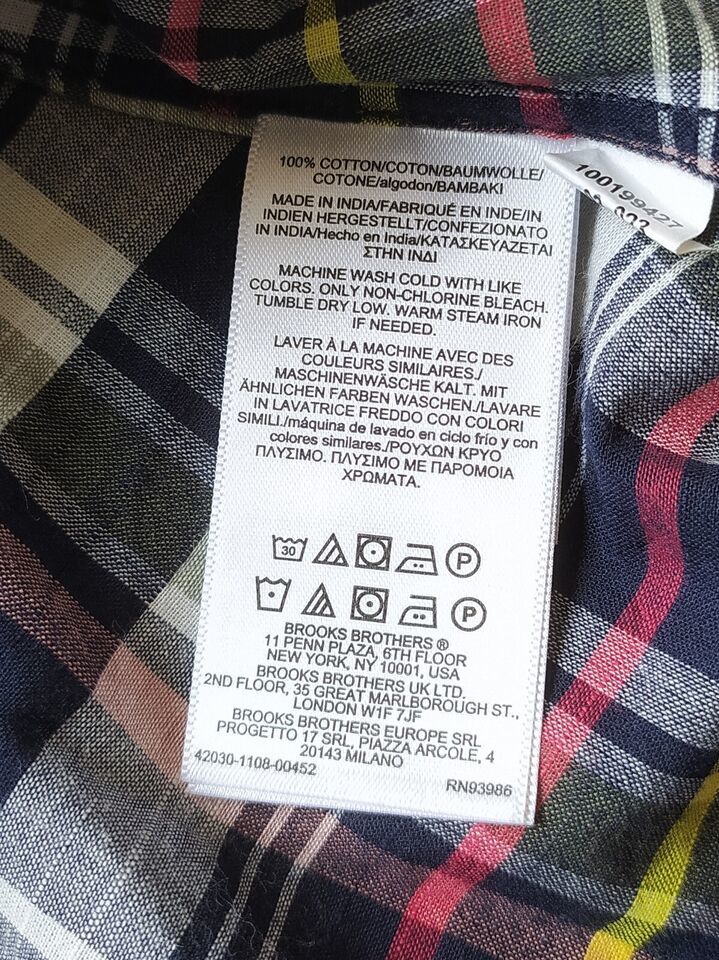 100% COTTON/COTON/BAUMWOLLE/
COTONE/algodon/BAMBAKI
MADE IN INDIA/FABRIQUÉ EN INDE/IN
INDIEN HERGESTELLT/CONFEZIONATO
IN INDIA/Hecho en India/ΚΑΤΑΣΚΕΥΑΖΕΤΑΙ
ΣΤΗΝ ΙΝΔΙ
MACHINE WASH COLD WITH LIKE
COLORS. ONLY NON-CHLORINE BLEACH.
TUMBLE DRY LOW. WARM STEAM IRON
IF NEEDED.
LAVER À LA MACHINE AVEC DES
COULEURS SIMILAIRES./
MASCHINENWÄSCHE KALT. MIT
ÄHNLICHEN FARBEN WASCHEN./LAVARE
IN LAVATRICE FREDDO CON COLORI
SIMILI./máquina de lavado en ciclo frío y con
colores similares./ΡΟΥΧΩΝ ΚΡΥΟ
ΠΛΥΣΙΜΟ. ΠΛΥΣΙΜΟ ΜΕ ΠΑΡΟΜΟΙΑ
ΧΡΩΜΑΤΑ.
30 P
P
BROOKS BROTHERS ®
11 PENN PLAZA, 6TH FLOOR
NEW YORK, NY 10001, USA
BROOKS BROTHERS UK LTD.
2ND FLOOR, 35 GREAT MARLBOROUGH ST.,
LONDON W1F 7JF
BROOKS BROTHERS EUROPE SRL
PROGETTO 17 SRL, PIAZZA ARCOLE, 4
20143 MILANO
42030-1108-00452
RN93986
100199427